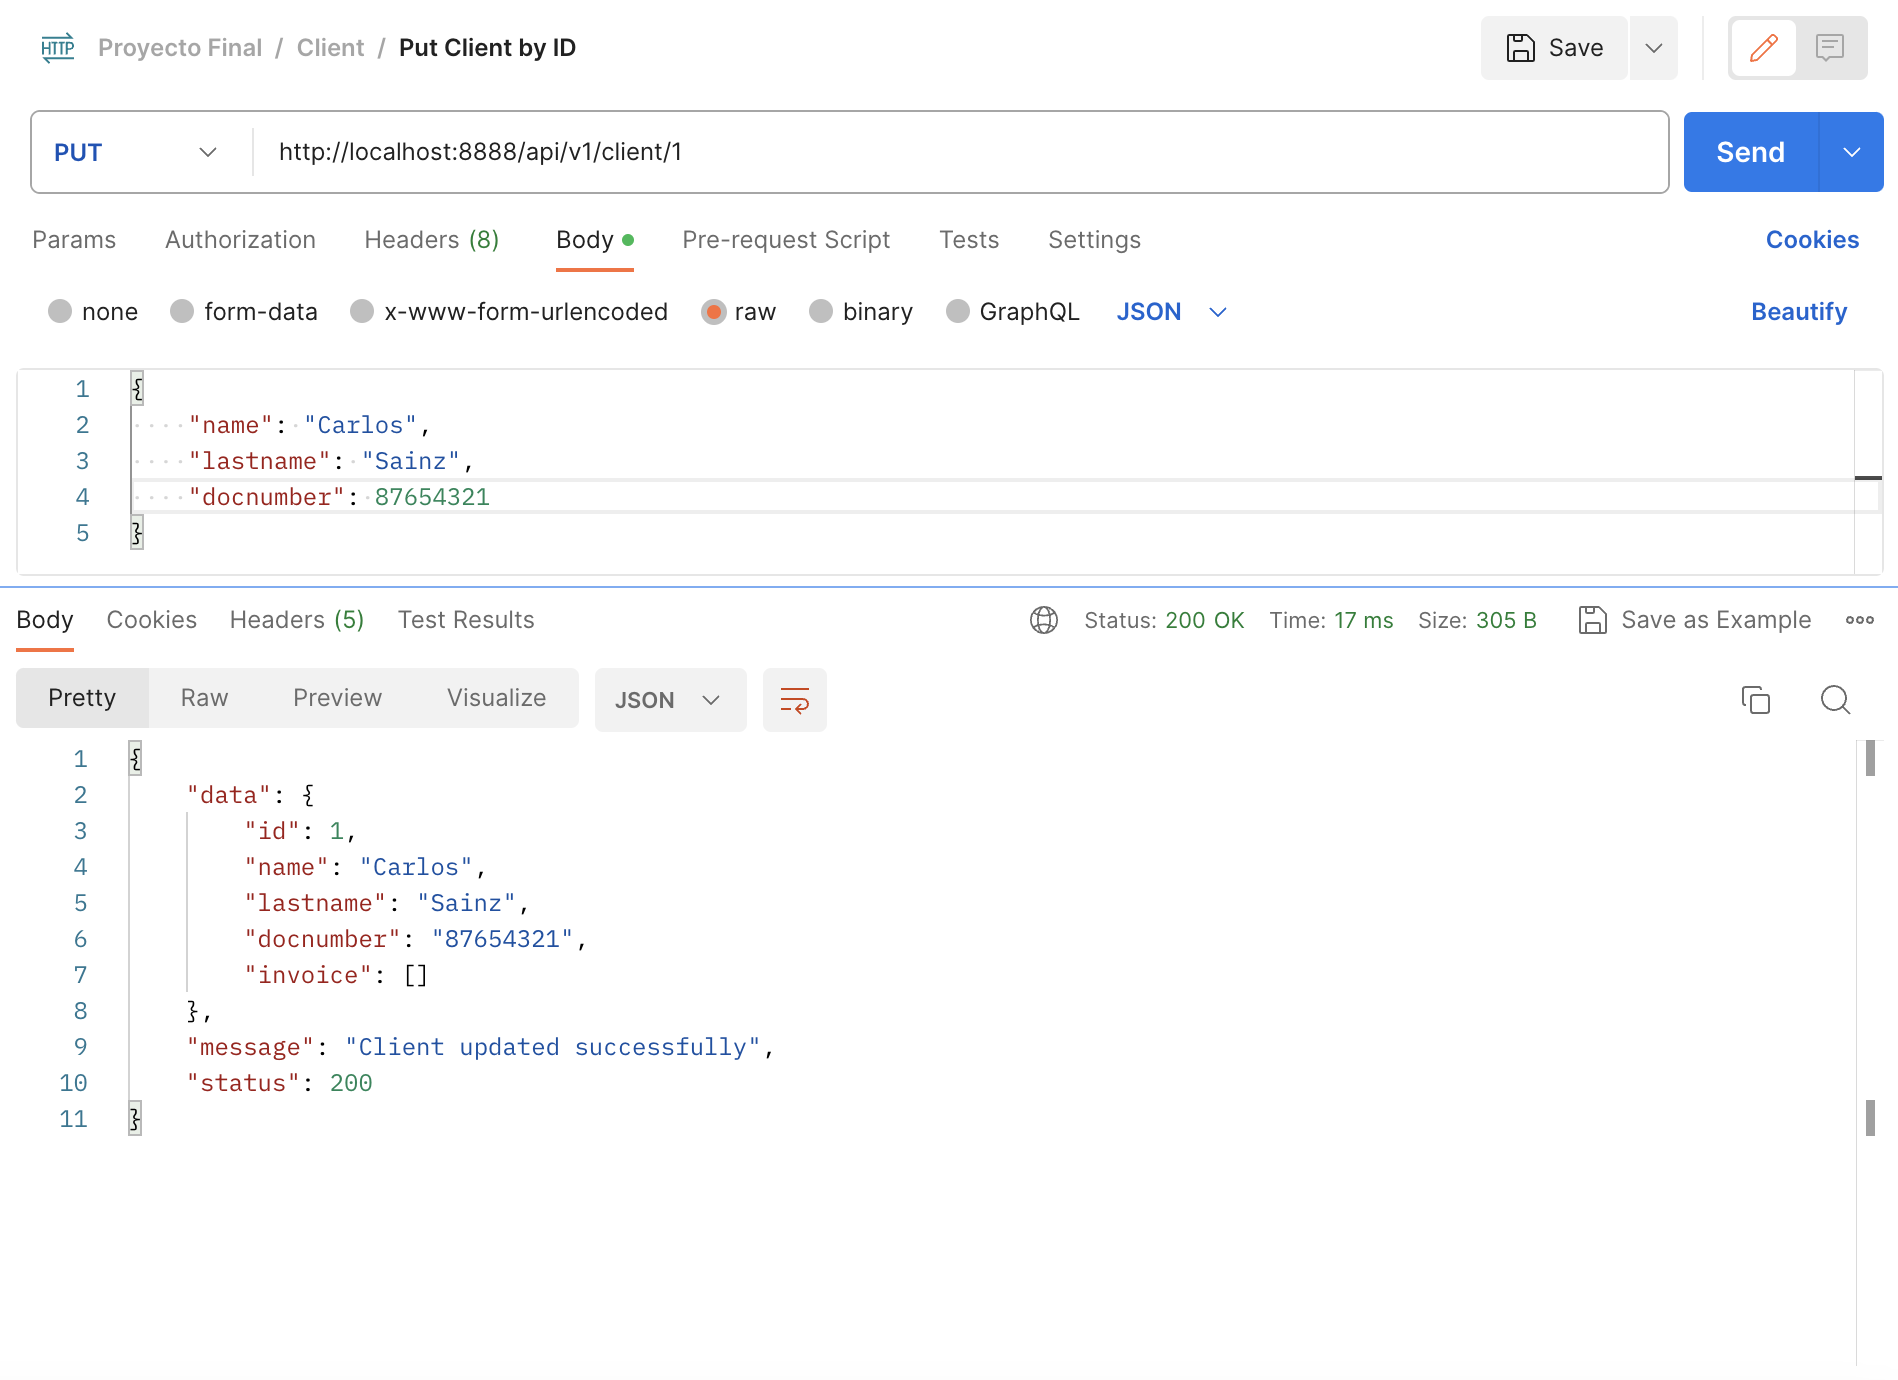 HTTP Proyecto Final / Client / Put Client by ID Save
PUT http://localhost:8888/api/v1/client/1 Send
Params Authorization Headers (8) Body Pre-request Script Tests Settings Cookies
none form-data x-www-form-urlencoded raw binary GraphQL JSON Beautify
1 {
2 "name": "Carlos",
3 "lastname": "Sainz",
4 "docnumber": 87654321
5 }
Body Cookies Headers (5) Test Results Status: 200 OK Time: 17 ms Size: 305 B Save as Example
Pretty Raw Preview Visualize JSON
1 {
2 "data": {
3 "id": 1,
4 "name": "Carlos",
5 "lastname": "Sainz",
6 "docnumber": "87654321",
7 "invoice": []
8 },
9 "message": "Client updated successfully",
10 "status": 200
11 }